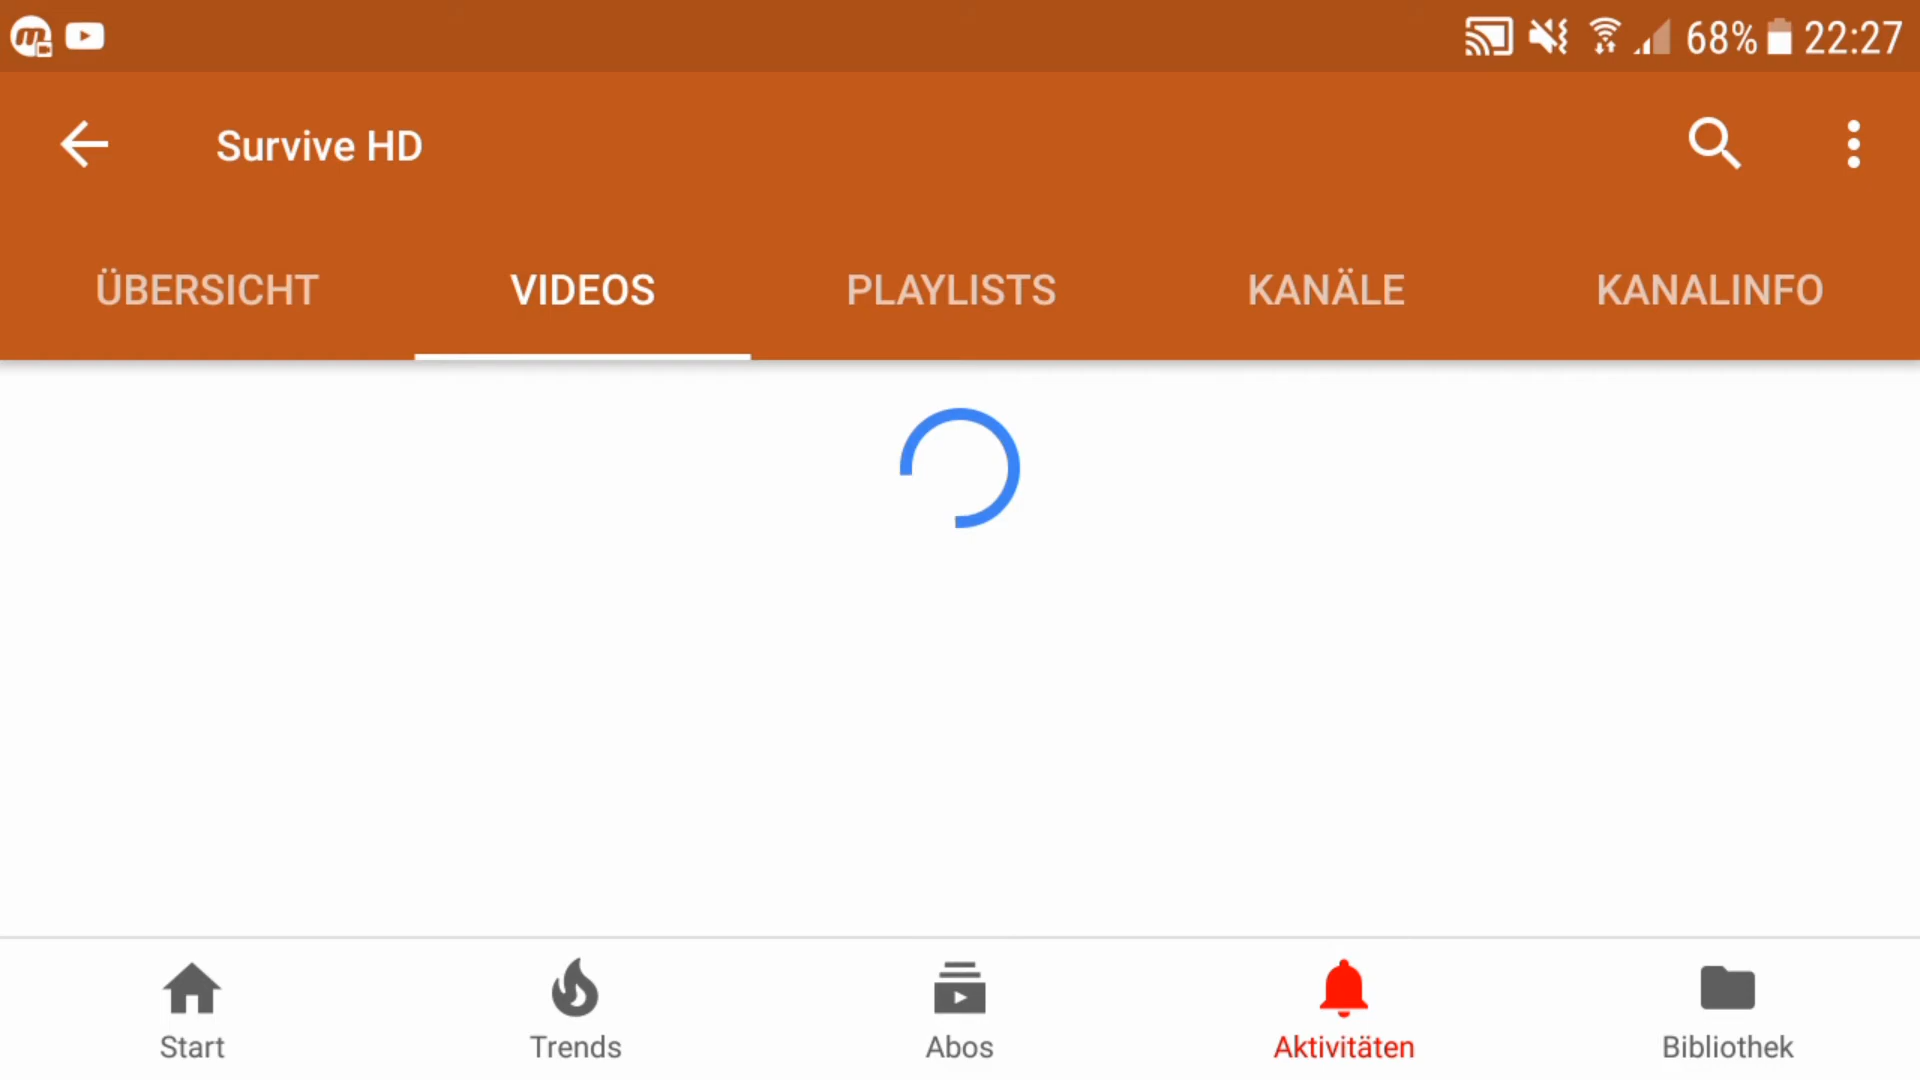 68% 22:27
Survive HD
ÜBERSICHT VIDEOS PLAYLISTS KANÄLE KANALINFO
Start Trends Abos Aktivitäten Bibliothek